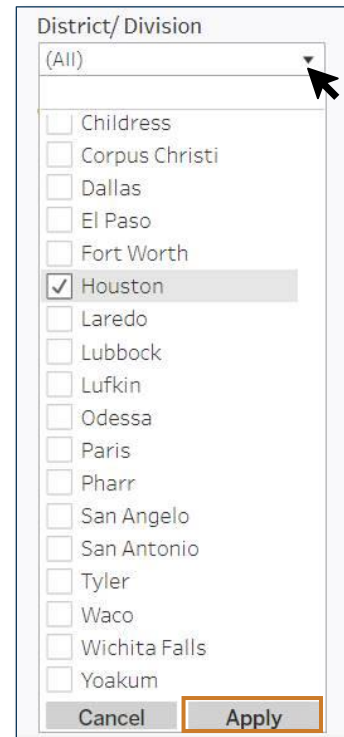 District/ Division
(All)
Childress
Corpus Christi
Dallas
El Paso
Fort Worth
Houston
Laredo
Lubbock
Lufkin
Odessa
Paris
Pharr
San Angelo
San Antonio
Tyler
Waco
Wichita Falls
Yoakum
Cancel Apply